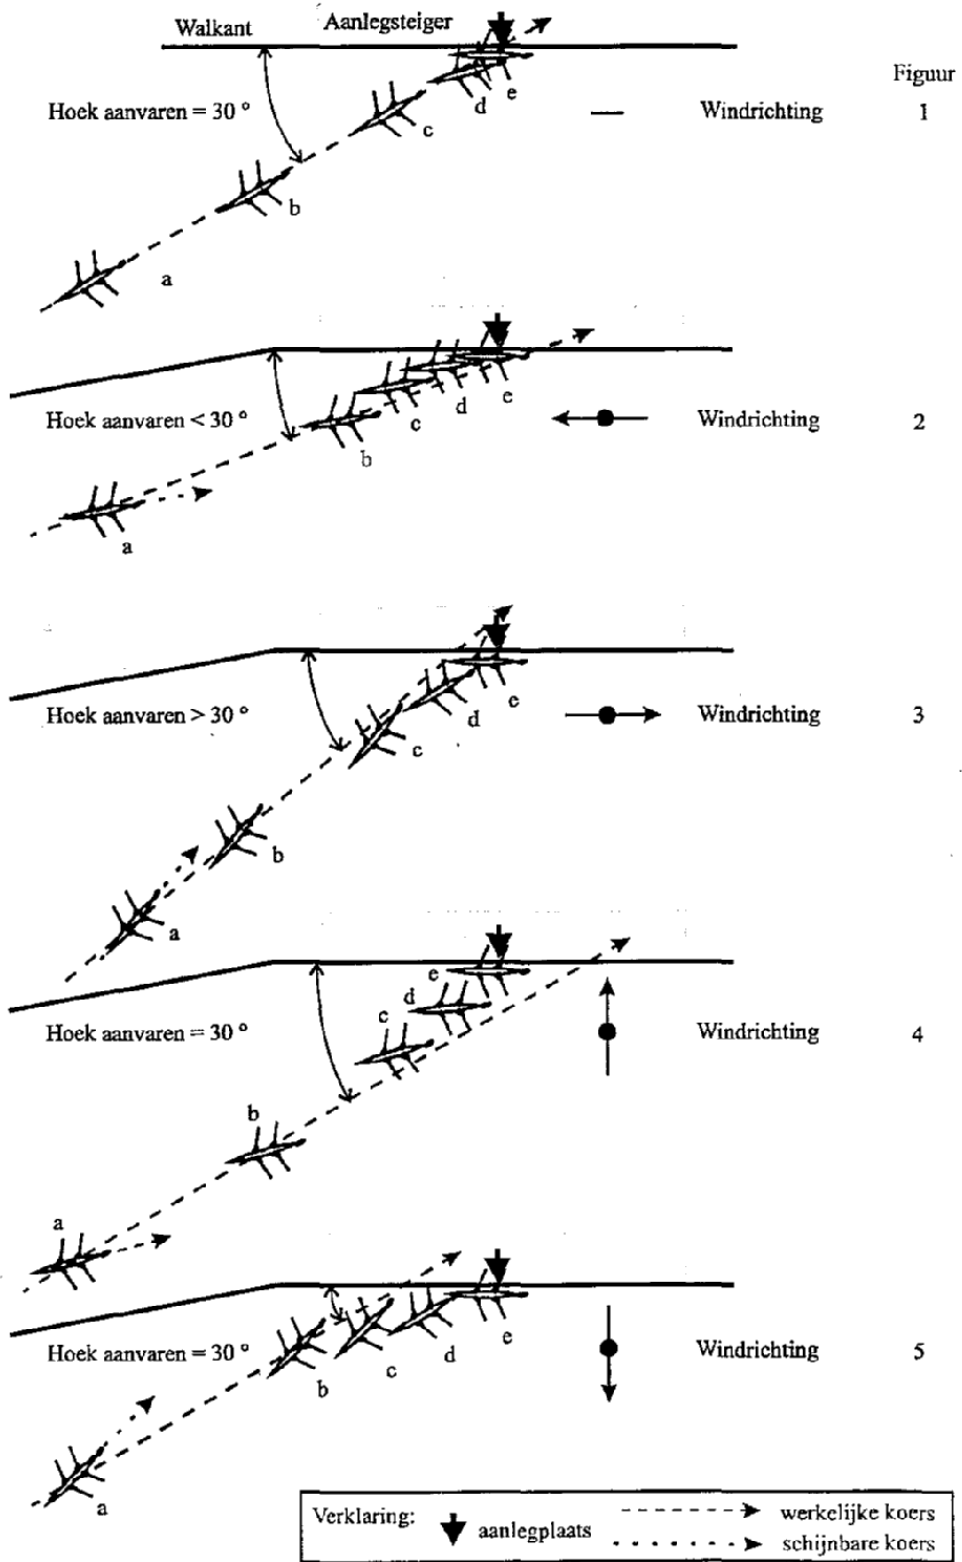 Walkant Aanlegsteiger
Figuur
Hoek aanvaren = 30 ° Windrichting 1
a b c d e
Hoek aanvaren < 30 ° Windrichting 2
a b c d e
Hoek aanvaren > 30 ° Windrichting 3
a b c d e
Hoek aanvaren = 30 ° Windrichting 4
a b c d e
Hoek aanvaren = 30 ° Windrichting 5
a b c d e
Verklaring: aanlegplaats werkelijke koers
schijnbare koers